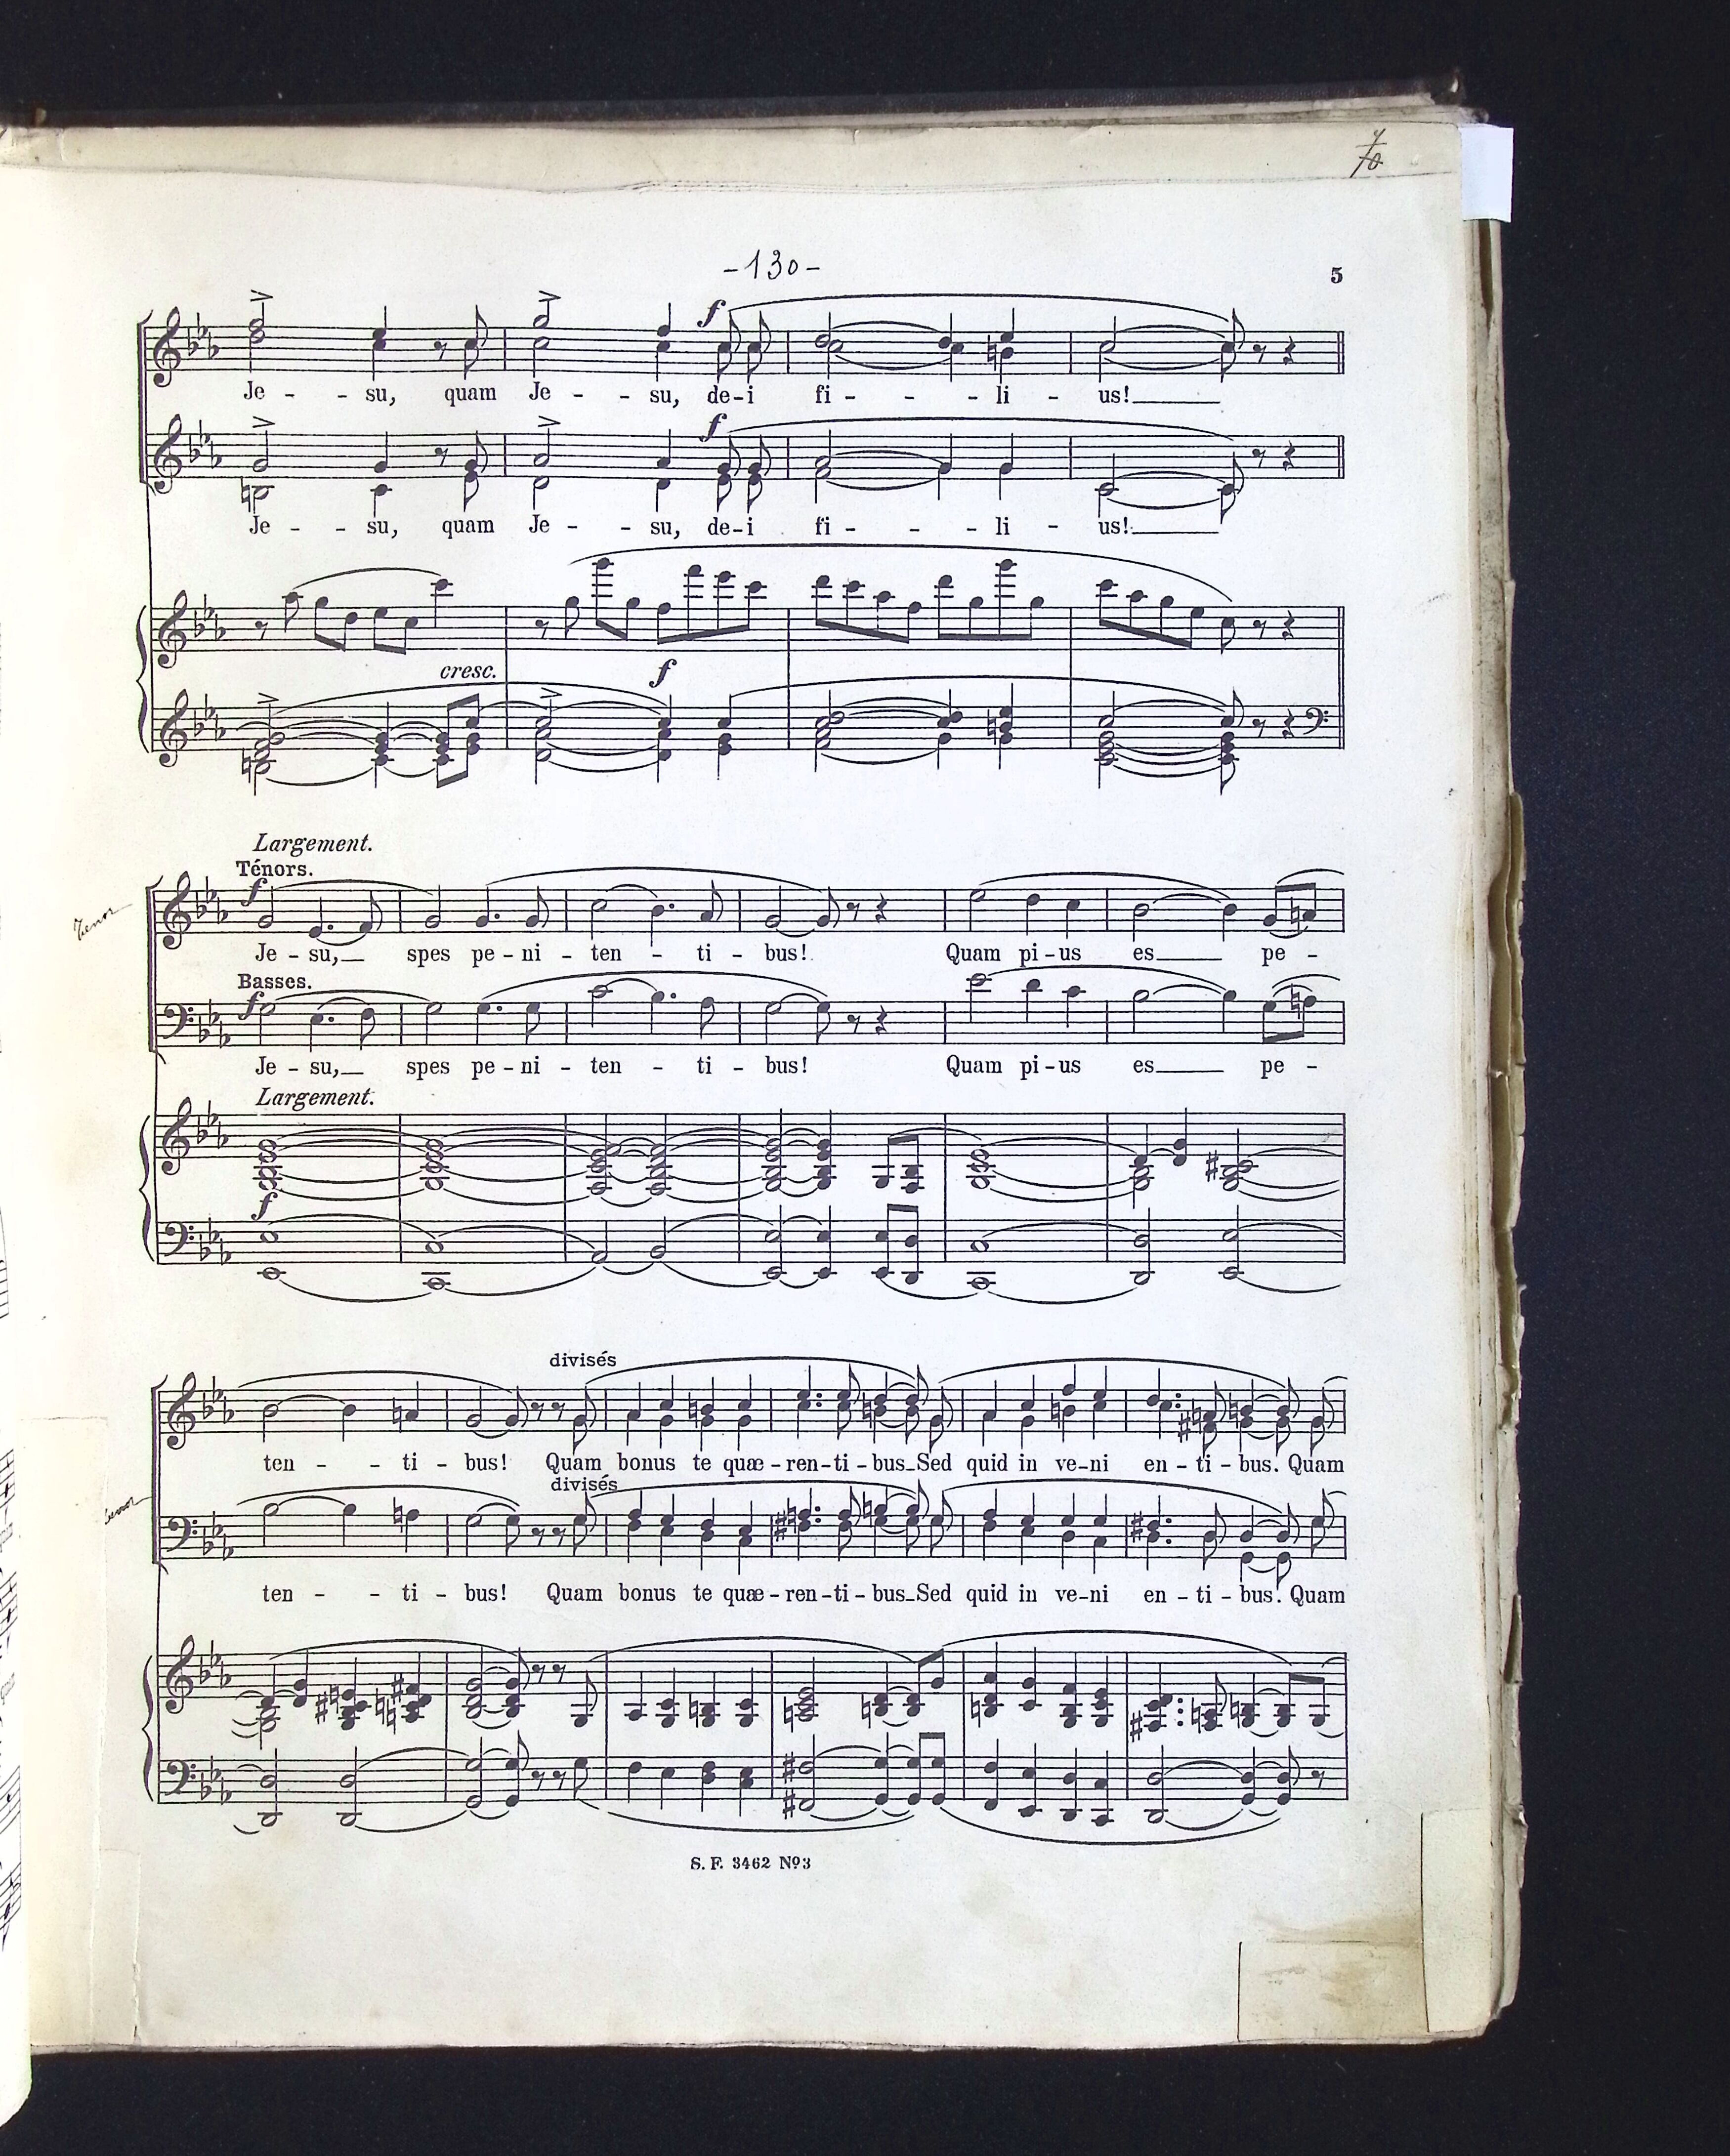 -130-
5
f
Je - - su, quam Je - - su, de-i fi - - - li - us!
f
Je - - su, quam Je - - su, de-i fi - - - li - us!
cresc. f
Largement.
Ténors.
f
Tenor
Je - su, spes pe - ni - ten - ti - bus! Quam pi - us es pe -
Basses.
f
Je - su, spes pe - ni - ten - ti - bus! Quam pi - us es pe -
Largement.
f
divisés
ten - - ti - bus! Quam bonus te quæ - ren - ti - bus Sed quid in ve - ni en - ti - bus. Quam
divisés
ten - - ti - bus! Quam bonus te quæ - ren - ti - bus Sed quid in ve - ni en - ti - bus! Quam
S. F. 3462 Nº3